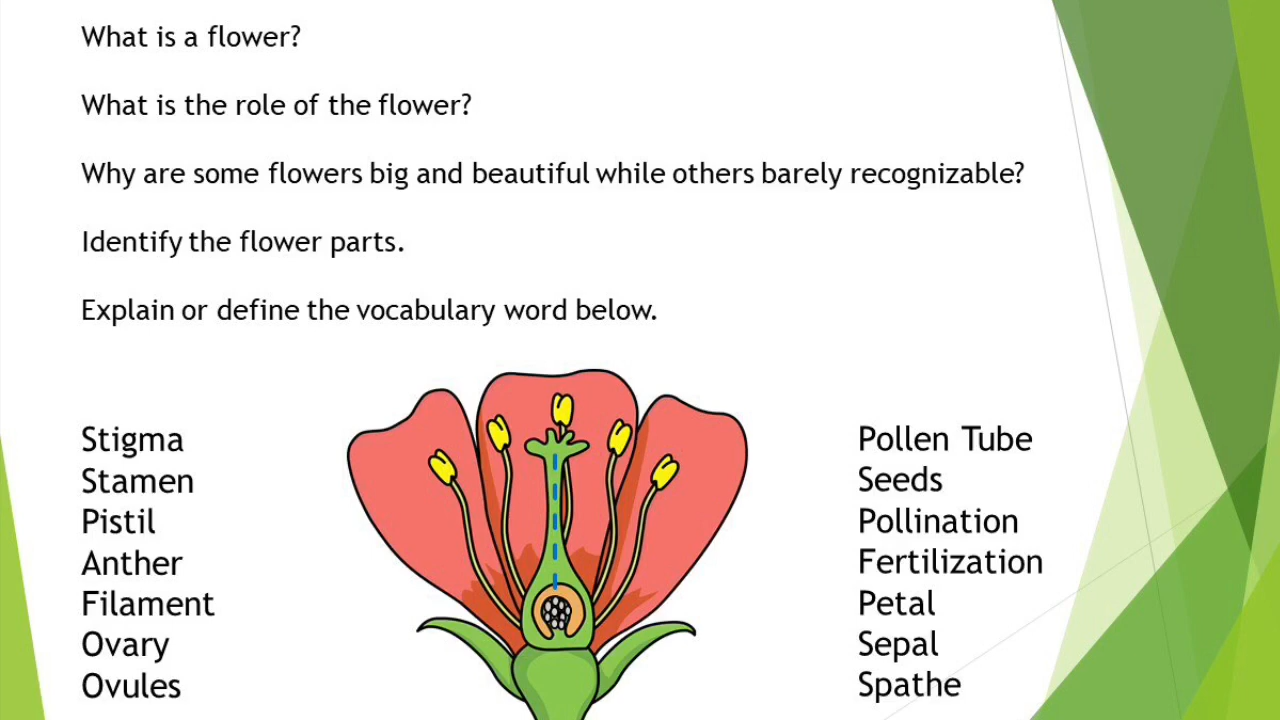 What is a flower?
What is the role of the flower?
Why are some flowers big and beautiful while others barely recognizable?
Identify the flower parts.
Explain or define the vocabulary word below.
Stigma
Stamen
Pistil
Anther
Filament
Ovary
Ovules
Pollen Tube
Seeds
Pollination
Fertilization
Petal
Sepal
Spathe